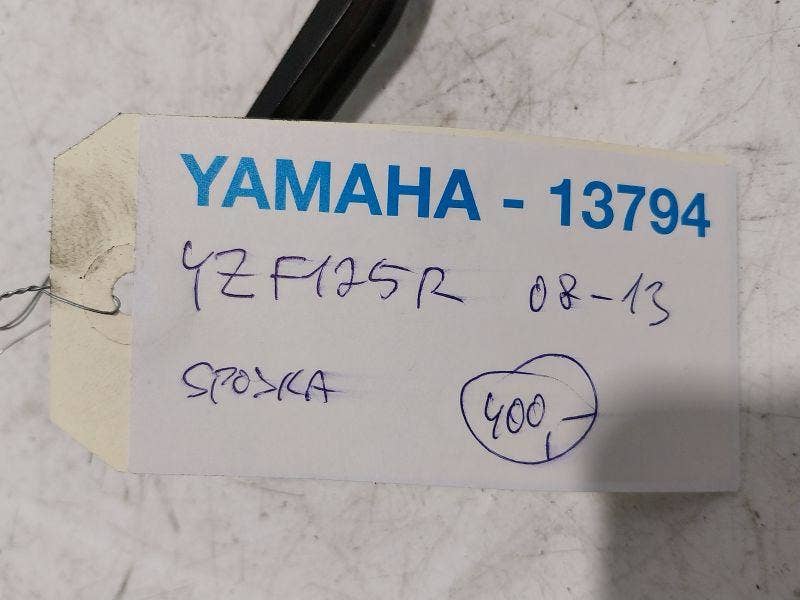 YAMAHA - 13794
YZF125R 08-13
SPOJKA
400,-